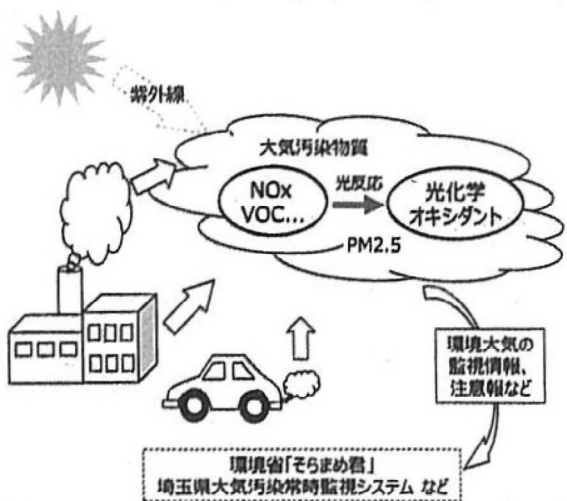 紫外線
大気汚染物質
NOx
VOC...
光反応
光化学
オキシダント
PM2.5
環境大気の
監視情報、
注意報など
環境省「そらまめ君」
埼玉県大気汚染常時監視システム など